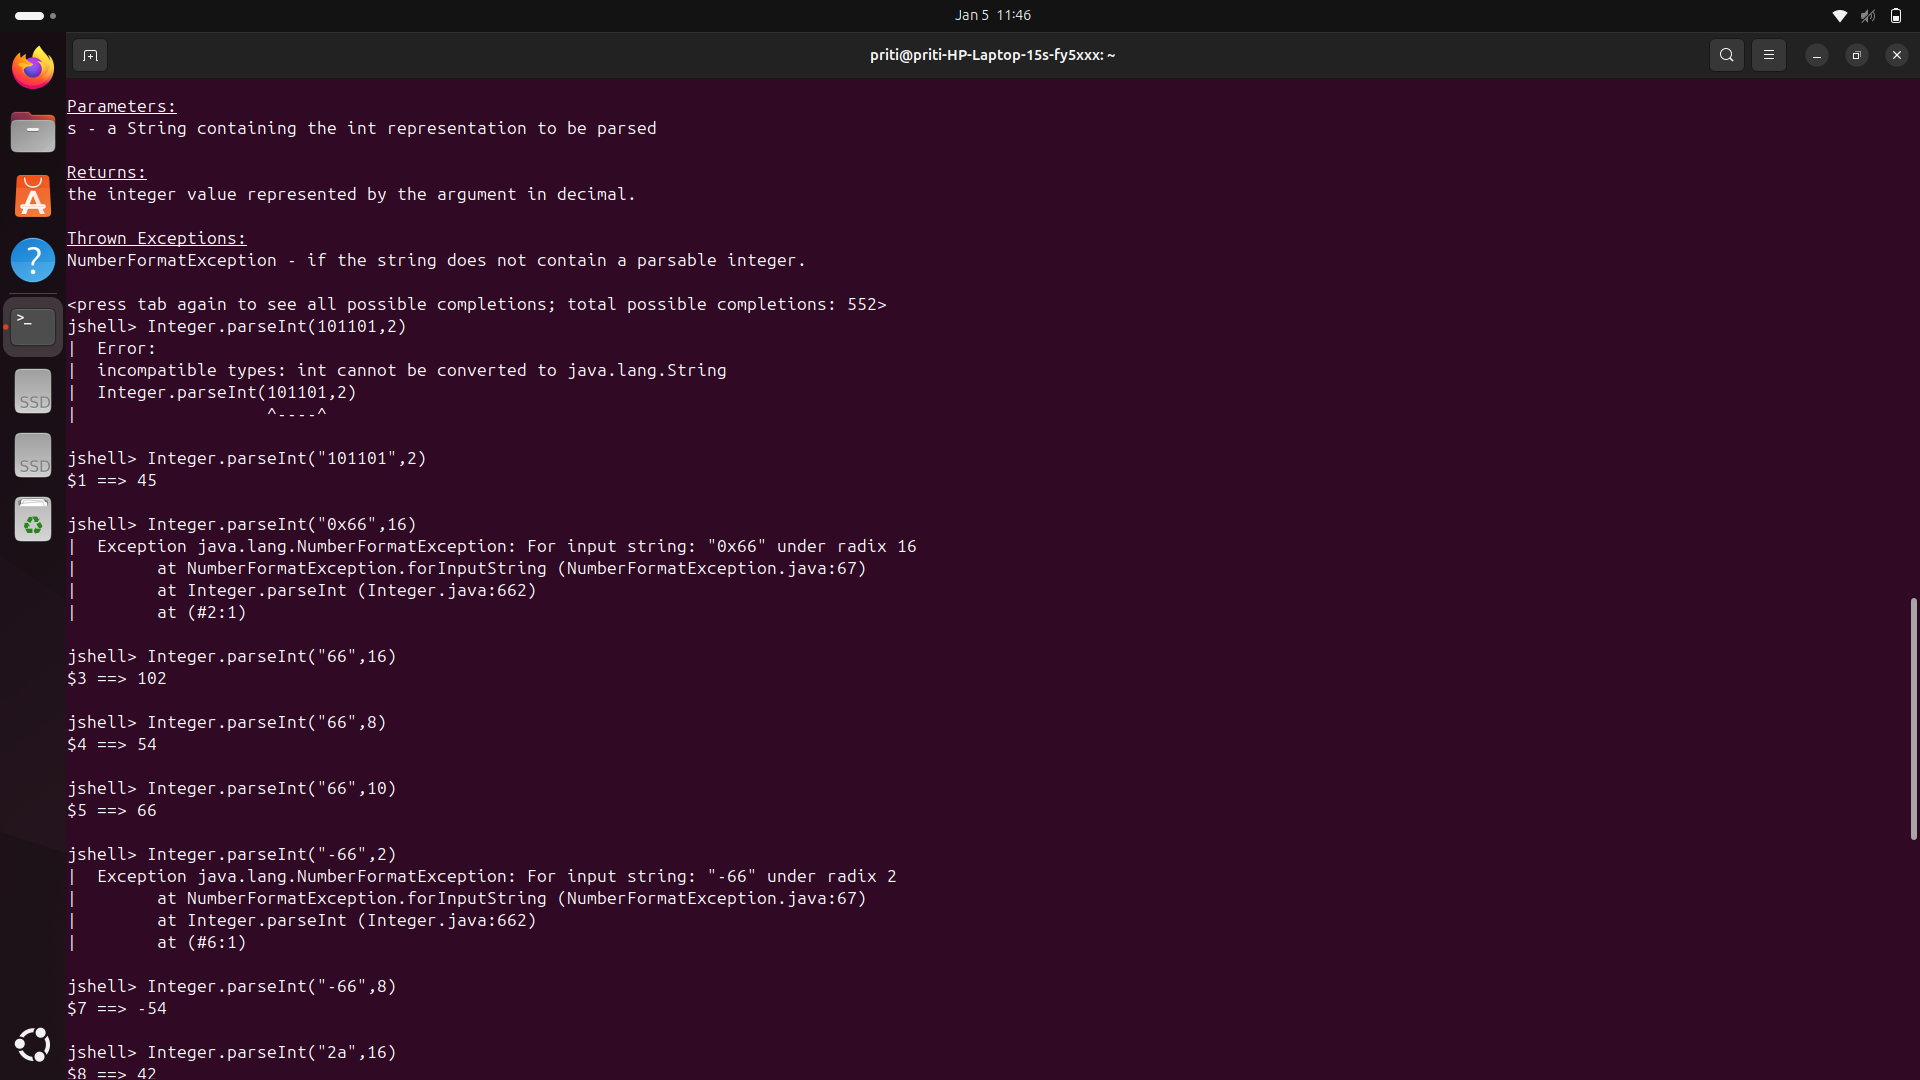 Jan 5 11:46
priti@priti-HP-Laptop-15s-fy5xxx: ~
Parameters:
s - a String containing the int representation to be parsed
Returns:
the integer value represented by the argument in decimal.
Thrown Exceptions:
NumberFormatException - if the string does not contain a parsable integer.
<press tab again to see all possible completions; total possible completions: 552>
jshell> Integer.parseInt(101101,2)
|  Error:
|  incompatible types: int cannot be converted to java.lang.String
|  Integer.parseInt(101101,2)
|                   ^----^
jshell> Integer.parseInt("101101",2)
$1 ==> 45
jshell> Integer.parseInt("0x66",16)
|  Exception java.lang.NumberFormatException: For input string: "0x66" under radix 16
|        at NumberFormatException.forInputString (NumberFormatException.java:67)
|        at Integer.parseInt (Integer.java:662)
|        at (#2:1)
jshell> Integer.parseInt("66",16)
$3 ==> 102
jshell> Integer.parseInt("66",8)
$4 ==> 54
jshell> Integer.parseInt("66",10)
$5 ==> 66
jshell> Integer.parseInt("-66",2)
|  Exception java.lang.NumberFormatException: For input string: "-66" under radix 2
|        at NumberFormatException.forInputString (NumberFormatException.java:67)
|        at Integer.parseInt (Integer.java:662)
|        at (#6:1)
jshell> Integer.parseInt("-66",8)
$7 ==> -54
jshell> Integer.parseInt("2a",16)
$8 ==> 42
A
?
>_
SSD
SSD